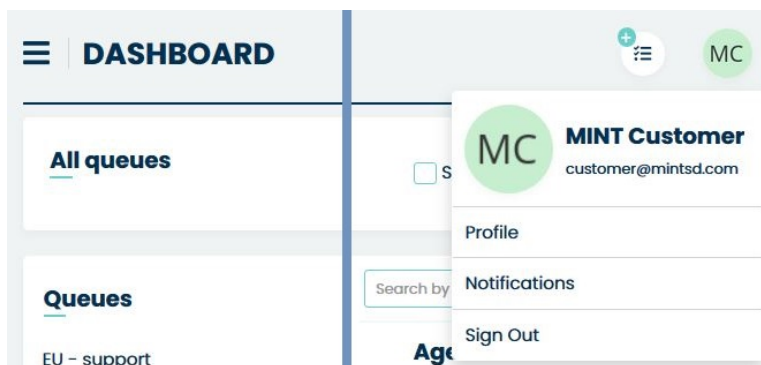 DASHBOARD
MC
MC
MINT Customer
customer@mintsd.com
All queues
S
Profile
Notifications
Sign Out
Queues
Search by
EU - support
Age